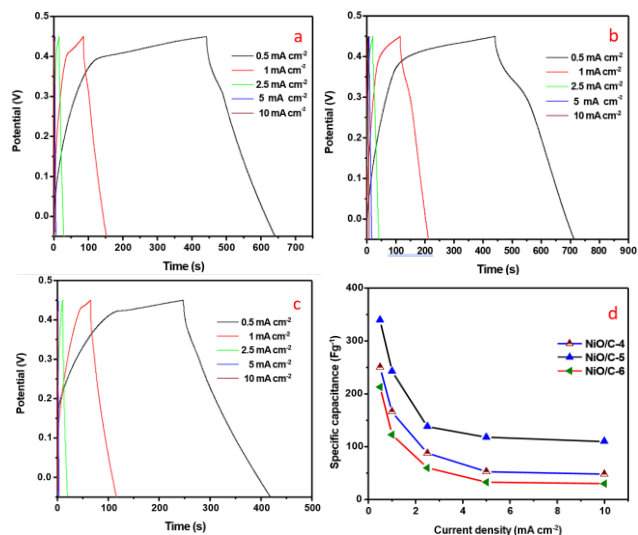 a
0.5
0.4
0.3
0.2
0.1
0.0
Potential (V)
0.5 mA cm⁻²
1 mA cm⁻²
2.5 mA cm⁻²
5 mA cm⁻²
10 mA cm⁻²
0 100 200 300 400 500 600 700
Time (s)
b
0.5
0.4
0.3
0.2
0.1
0.0
Potential (V)
0.5 mA cm⁻²
1 mA cm⁻²
2.5 mA cm⁻²
5 mA cm⁻²
10 mA cm⁻²
0 100 200 300 400 500 600 700 800 900
Time (s)
c
0.5
0.4
0.3
0.2
0.1
0.0
Potential (V)
0.5 mA cm⁻²
1 mA cm⁻²
2.5 mA cm⁻²
5 mA cm⁻²
10 mA cm⁻²
0 100 200 300 400 500
Time (s)
d
400
300
200
100
0
Specific capacitance (Fg⁻¹)
NiO/C-4
NiO/C-5
NiO/C-6
0 2 4 6 8 10
Current density (mA cm⁻²)